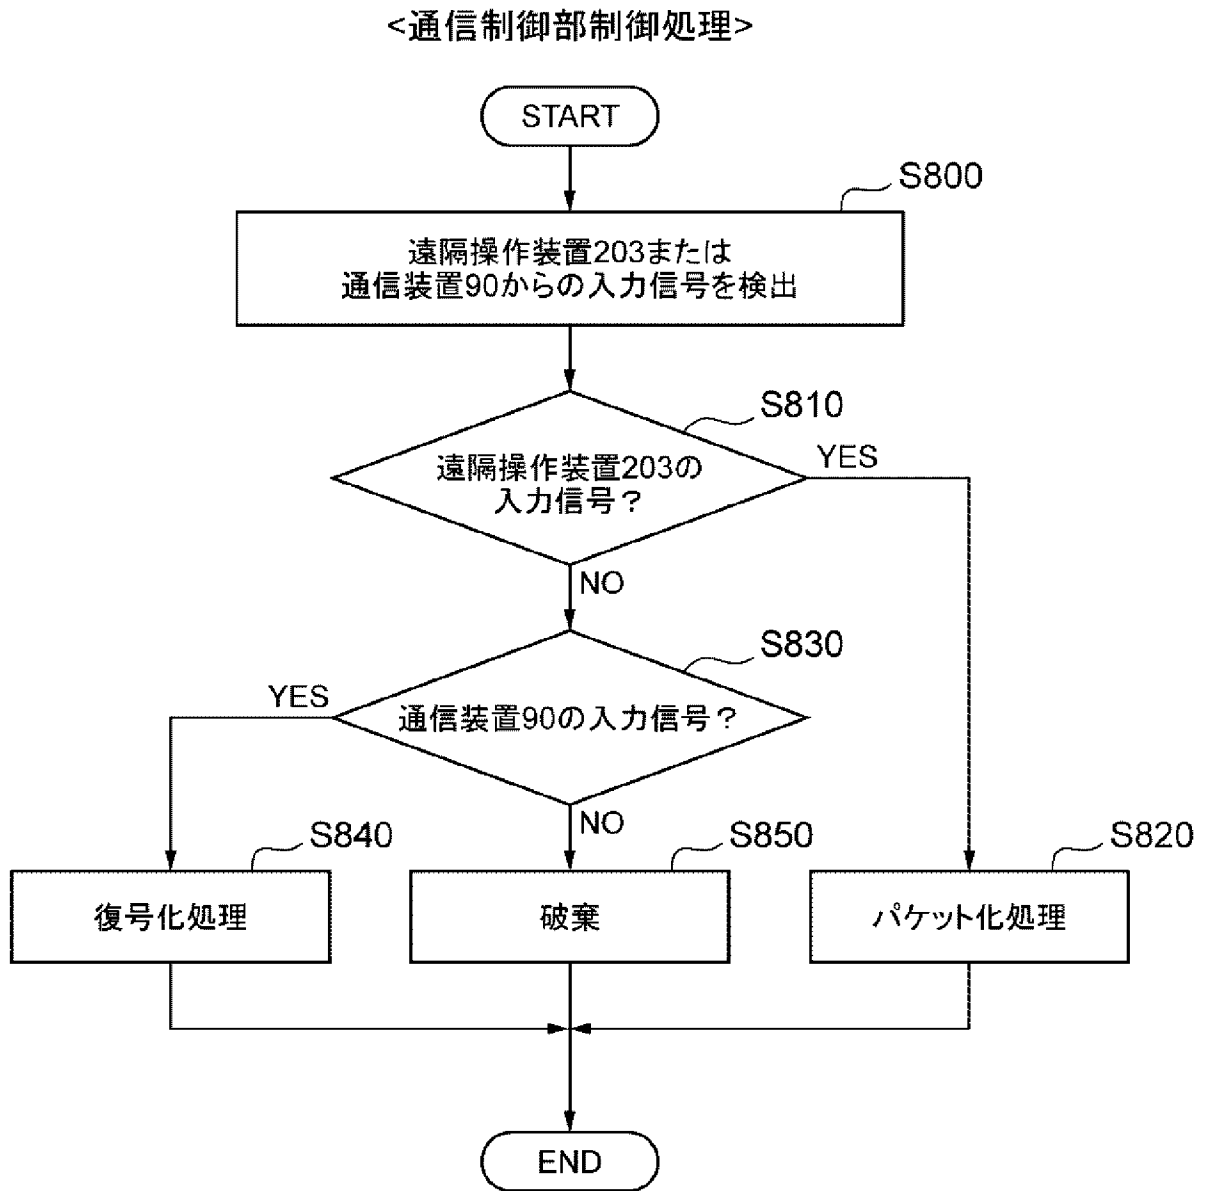 <通信制御部制御処理>
START
S800
遠隔操作装置203または
通信装置90からの入力信号を検出
S810
遠隔操作装置203の
入力信号？
YES
NO
S830
通信装置90の入力信号？
YES
NO
S840
復号化処理
S850
破棄
S820
パケット化処理
END